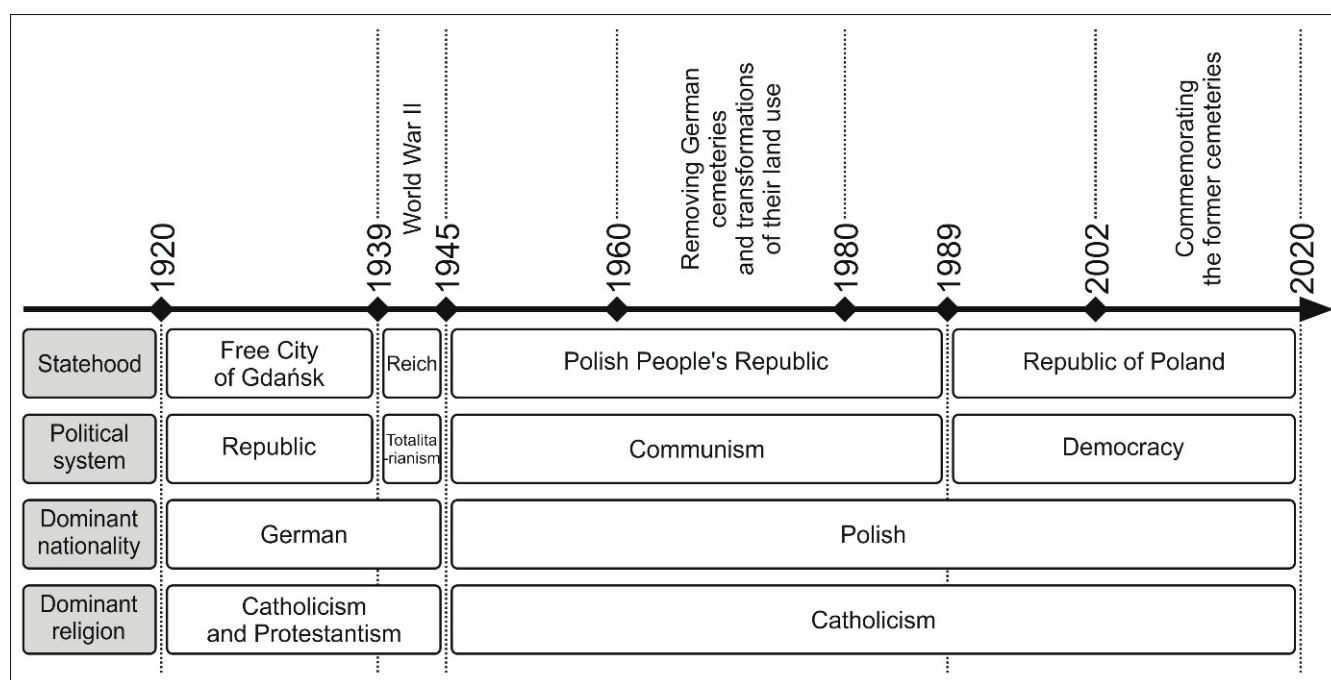 World War II
Removing German
cemeteries
and transformations
of their land use
Commemorating
the former cemeteries
1920
1939
1945
1960
1980
1989
2002
2020
Statehood
Free City
of Gdańsk
Reich
Polish People's Republic
Republic of Poland
Political
system
Republic
Totalita
-rianism
Communism
Democracy
Dominant
nationality
German
Polish
Dominant
religion
Catholicism
and Protestantism
Catholicism